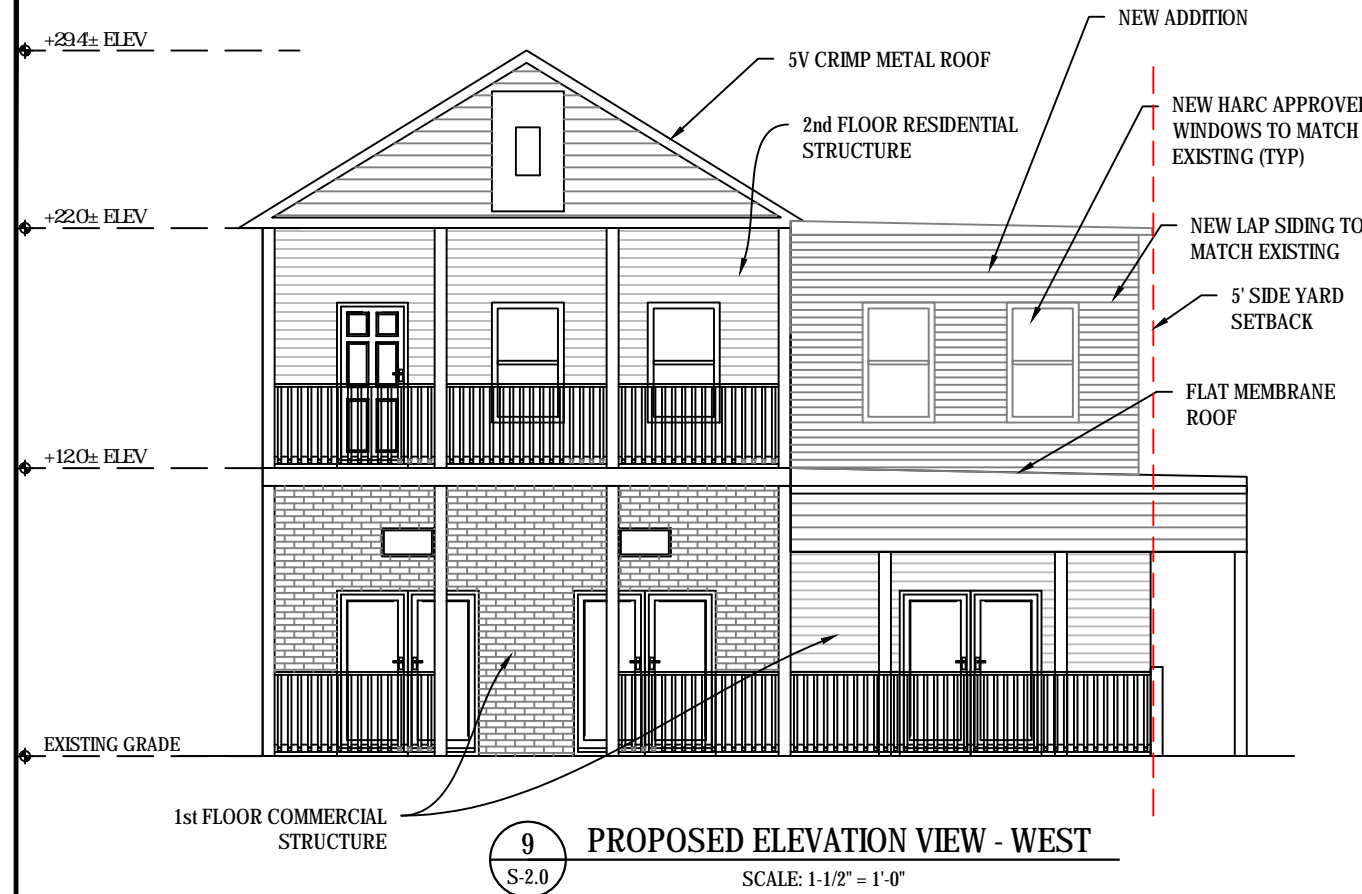 +29.4'± ELEV
5V CRIMP METAL ROOF
NEW ADDITION
NEW HARC APPROVED
WINDOWS TO MATCH
EXISTING (TYP)
2nd FLOOR RESIDENTIAL
STRUCTURE
+22.0'± ELEV
NEW LAP SIDING TO
MATCH EXISTING
5' SIDE YARD
SETBACK
FLAT MEMBRANE
ROOF
+12.0'± ELEV
EXISTING GRADE
1st FLOOR COMMERCIAL
STRUCTURE
9
S-2.0
PROPOSED ELEVATION VIEW - WEST
SCALE: 1-1/2" = 1'-0"